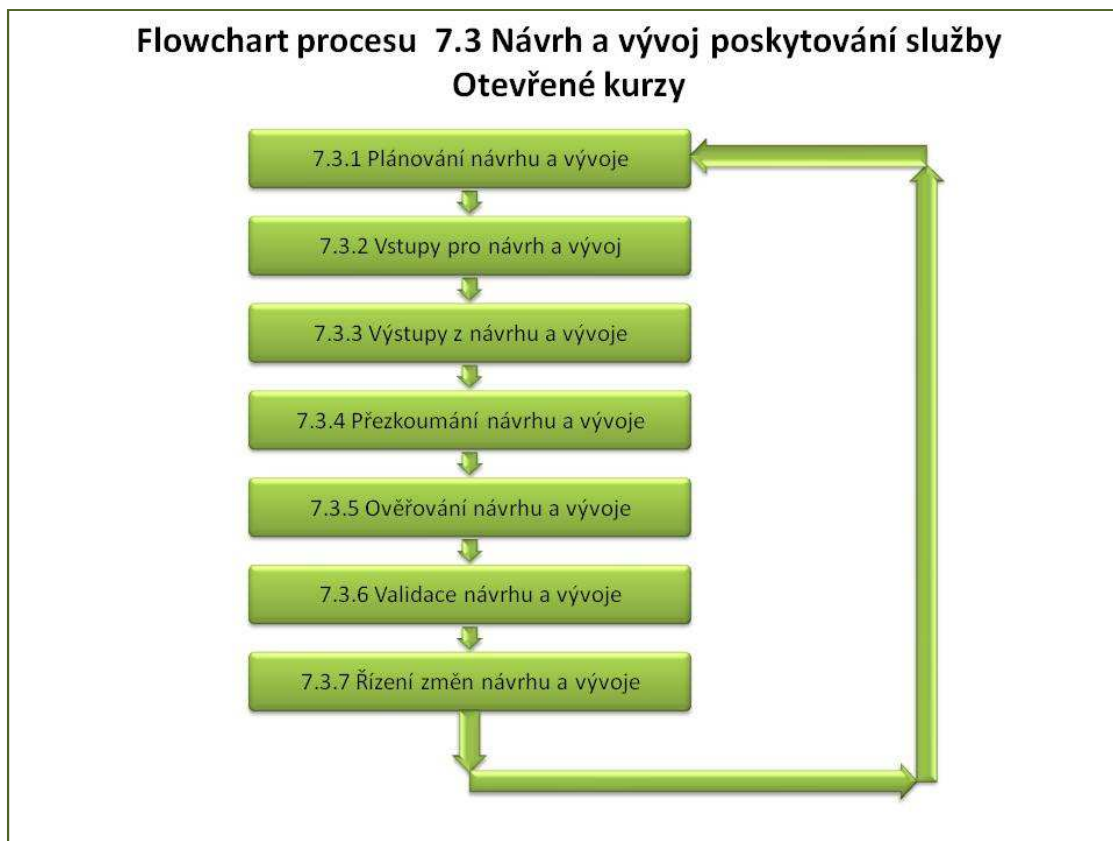 Flowchart procesu  7.3 Návrh a vývoj poskytování služby
Otevřené kurzy
7.3.1 Plánování návrhu a vývoje
7.3.2 Vstupy pro návrh a vývoj
7.3.3 Výstupy z návrhu a vývoje
7.3.4 Přezkoumání návrhu a vývoje
7.3.5 Ověřování návrhu a vývoje
7.3.6 Validace návrhu a vývoje
7.3.7 Řízení změn návrhu a vývoje